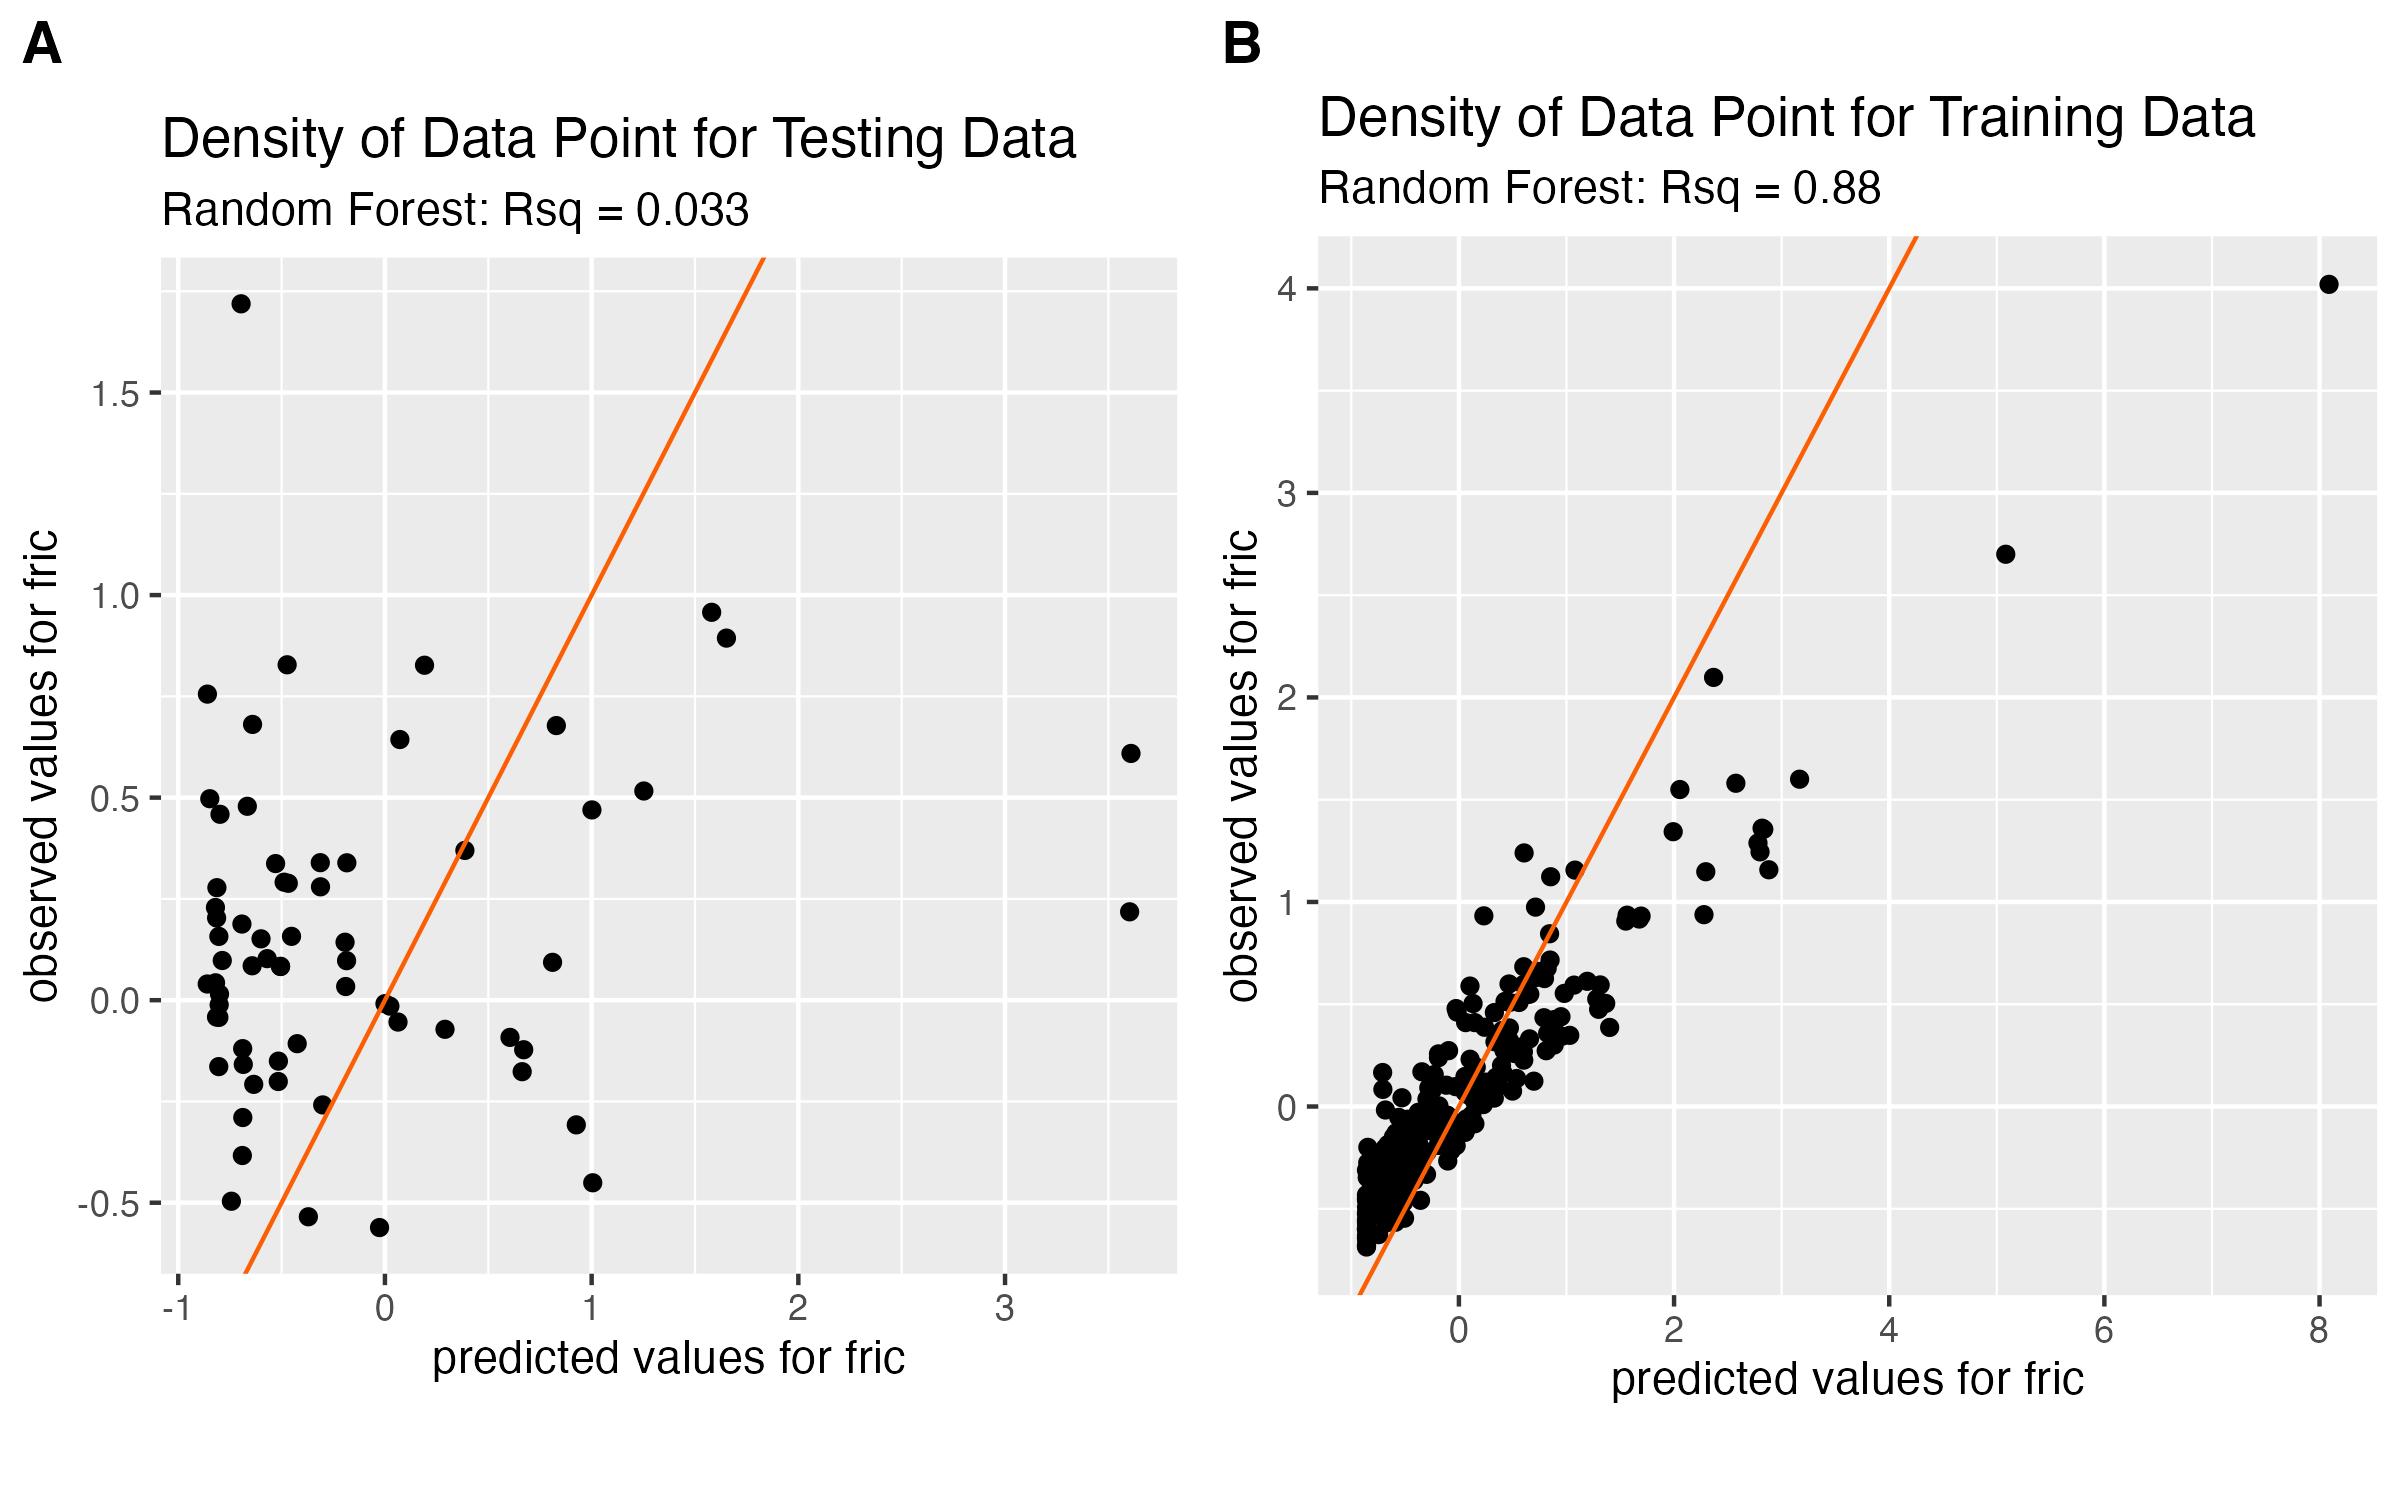 A
Density of Data Point for Testing Data
Random Forest: Rsq = 0.033
observed values for fric
1.5
1.0
0.5
0.0
-0.5
-1 0 1 2 3
predicted values for fric
B
Density of Data Point for Training Data
Random Forest: Rsq = 0.88
observed values for fric
4
3
2
1
0
0 2 4 6 8
predicted values for fric